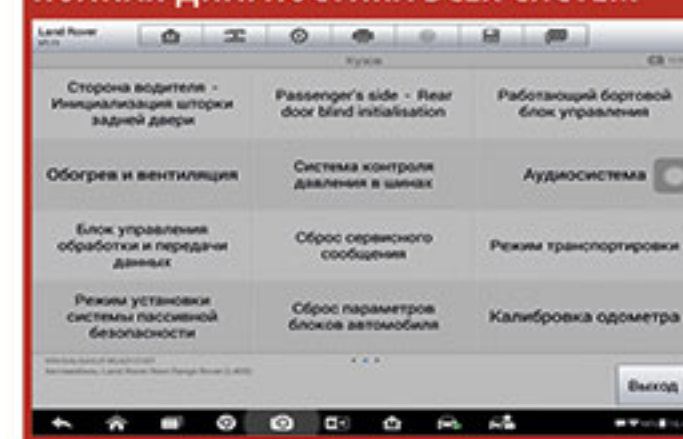 Land Rover
Кузов
Сторона водителя -
Инициализация шторки
задней двери
Passenger's side - Rear
door blind initialisation
Работающий бортовой
блок управления
Обогрев и вентиляция
Система контроля
давления в шинах
Аудиосистема
Блок управления
обработки и передачи
данных
Сброс сервисного
сообщения
Режим транспортировки
Режим установки
системы пассивной
безопасности
Сброс параметров
блоков автомобиля
Калибровка одометра
Выход